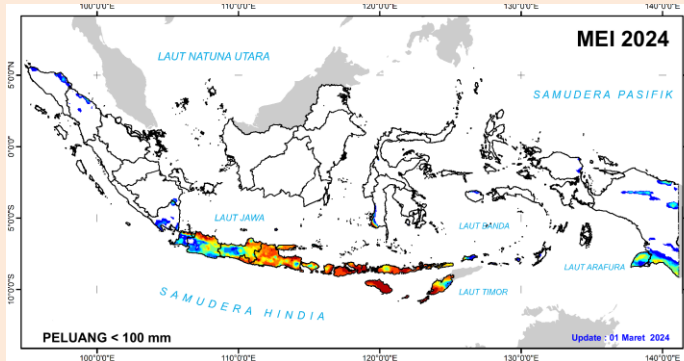 100°0'0"E 110°0'0"E 120°0'0"E 130°0'0"E 140°0'0"E
MEI 2024
LAUT NATUNA UTARA
SAMUDERA PASIFIK
5°0'0"N
0°0'0"
5°0'0"S
10°0'0"S
LAUT JAWA
LAUT BANDA
LAUT ARAFURA
LAUT TIMOR
SAMUDERA HINDIA
PELUANG < 100 mm
Update : 01 Maret 2024
100°0'0"E 110°0'0"E 120°0'0"E 130°0'0"E 140°0'0"E